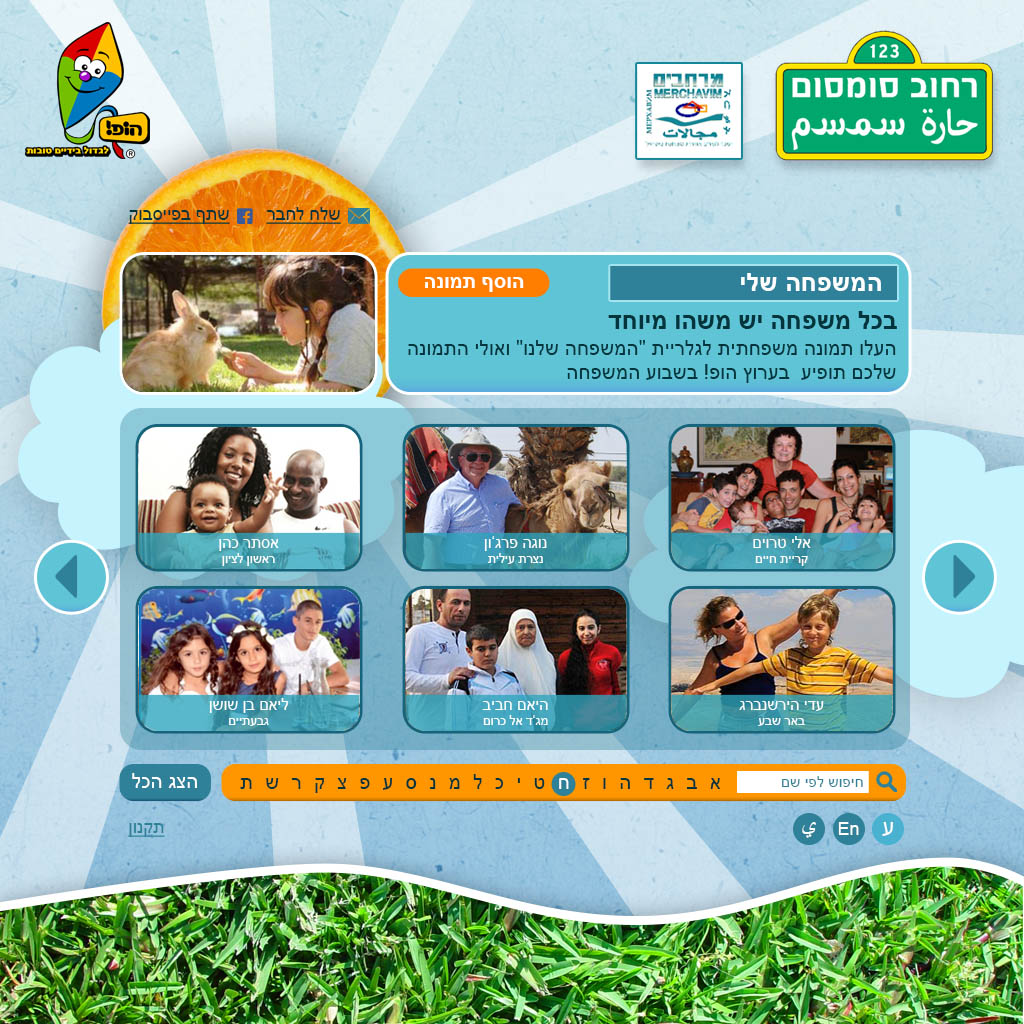 123
רחוב סומסום
حارة سمسم
מרחבים
MERCHAVIM
МЕРХАВИМ
مجالات
הופ!
לגדול בידיים טובות
®
שלח לחבר
שתף בפייסבוק
המשפחה שלי
הוסף תמונה
בכל משפחה יש משהו מיוחד
העלו תמונה משפחתית לגלריית "המשפחה שלנו" ואולי התמונה
שלכם תופיע בערוץ הופ! בשבוע המשפחה
אלי טרוים
קריית חיים
נוגה פרג'ון
נצרת עילית
אסתר כהן
ראשון לציון
עדי הירשנברג
באר שבע
היאם חביב
מג'ד אל כרום
ליאם בן שושן
גבעתיים
חיפוש לפי שם
א ב ג ד ה ו ז ח ט י כ ל מ נ ס ע פ צ ק ר ש ת
הצג הכל
ע
En
ي
תקנון